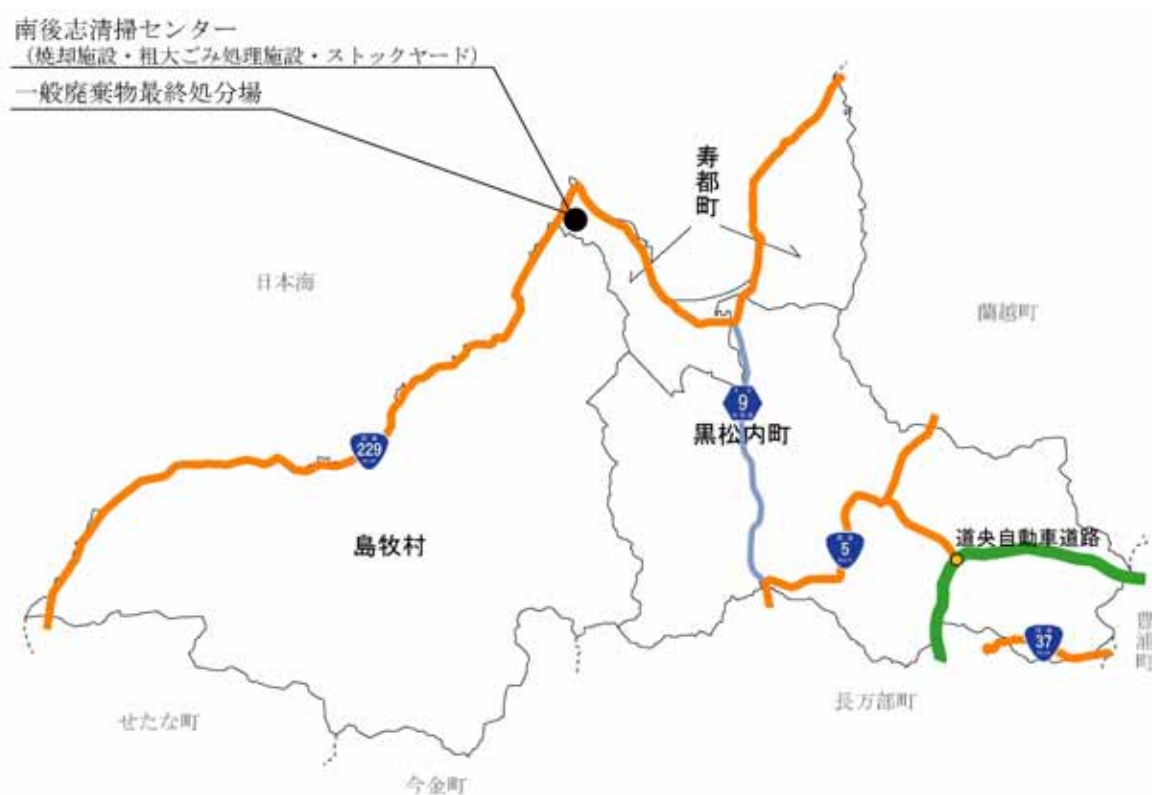 南後志清掃センター
(焼却施設・粗大ごみ処理施設・ストックヤード)
一般廃棄物最終処分場
寿都町
日本海
蘭越町
9
黒松内町
229
島牧村
5
道央自動車道路
豊浦町
37
長万部町
せたな町
今金町